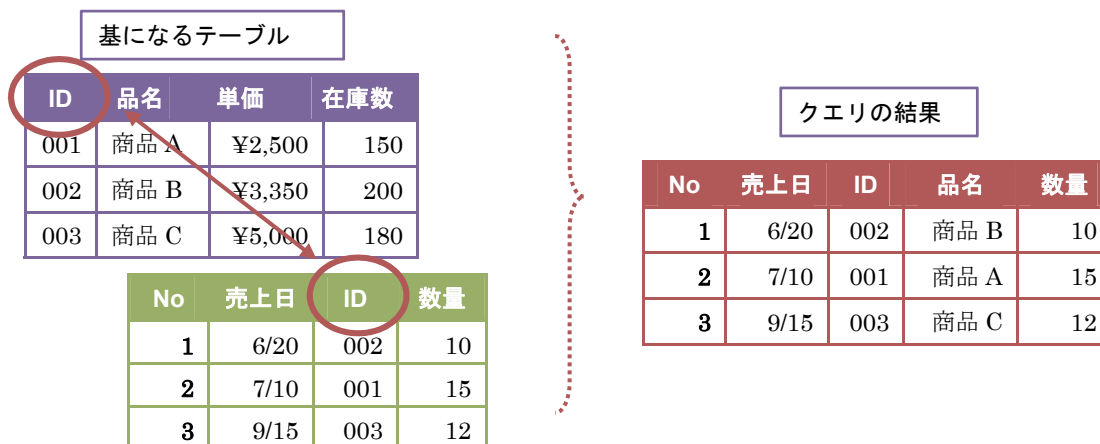 基になるテーブル
ID 品名 単価 在庫数
001 商品 A ¥2,500 150
002 商品 B ¥3,350 200
003 商品 C ¥5,000 180
No 売上日 ID 数量
1 6/20 002 10
2 7/10 001 15
3 9/15 003 12
クエリの結果
No 売上日 ID 品名 数量
1 6/20 002 商品 B 10
2 7/10 001 商品 A 15
3 9/15 003 商品 C 12